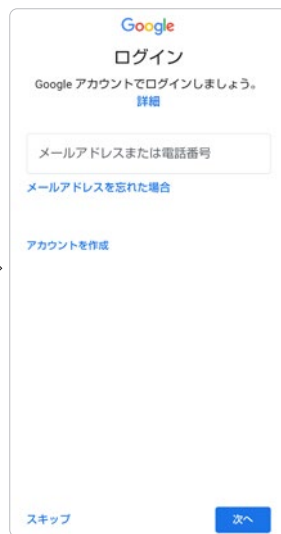 Google
ログイン
Google アカウントでログインしましょう。
詳細
メールアドレスまたは電話番号
メールアドレスを忘れた場合
アカウントを作成
スキップ
次へ